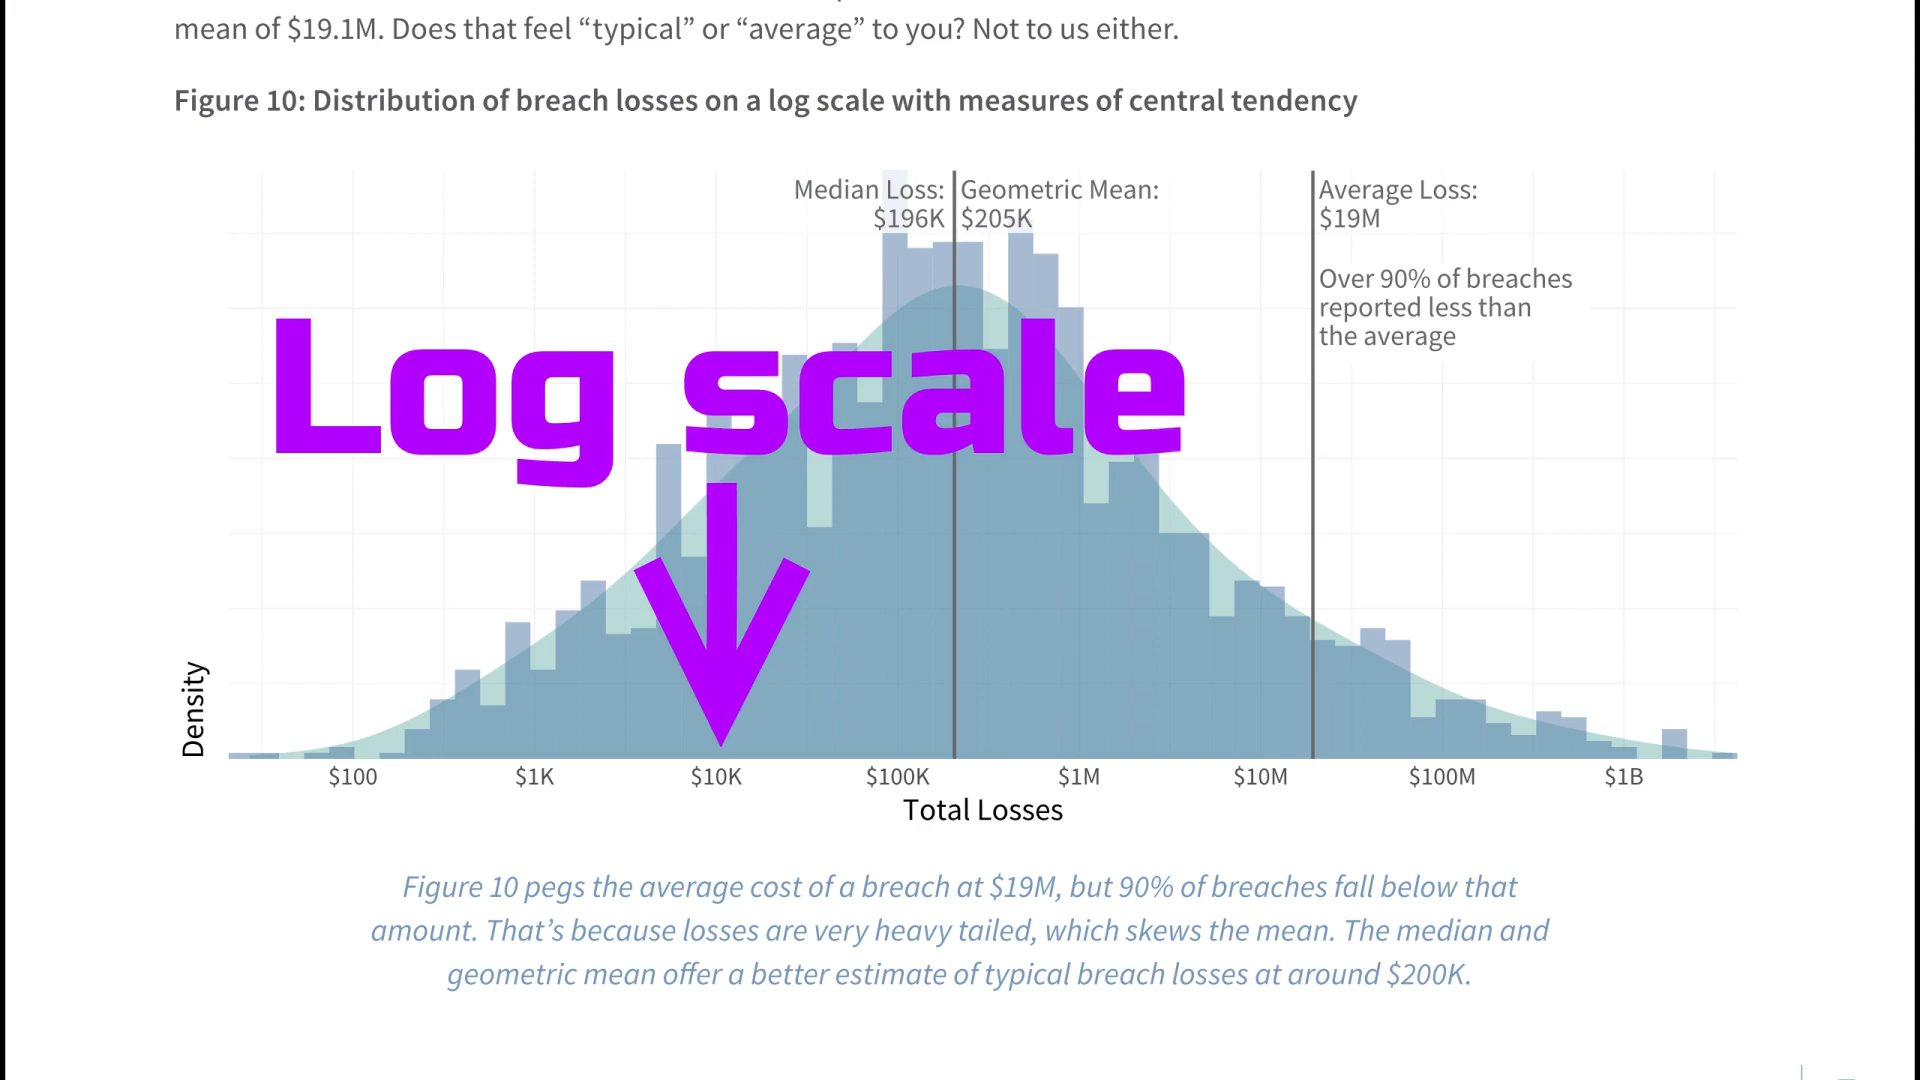 mean of $19.1M. Does that feel “typical” or “average” to you? Not to us either.
Figure 10: Distribution of breach losses on a log scale with measures of central tendency
Median Loss:
$196K
Geometric Mean:
$205K
Average Loss:
$19M
Over 90% of breaches
reported less than
the average
Log scale
Density
$100 $1K $10K $100K $1M $10M $100M $1B
Total Losses
Figure 10 pegs the average cost of a breach at $19M, but 90% of breaches fall below that
amount. That’s because losses are very heavy tailed, which skews the mean. The median and
geometric mean offer a better estimate of typical breach losses at around $200K.